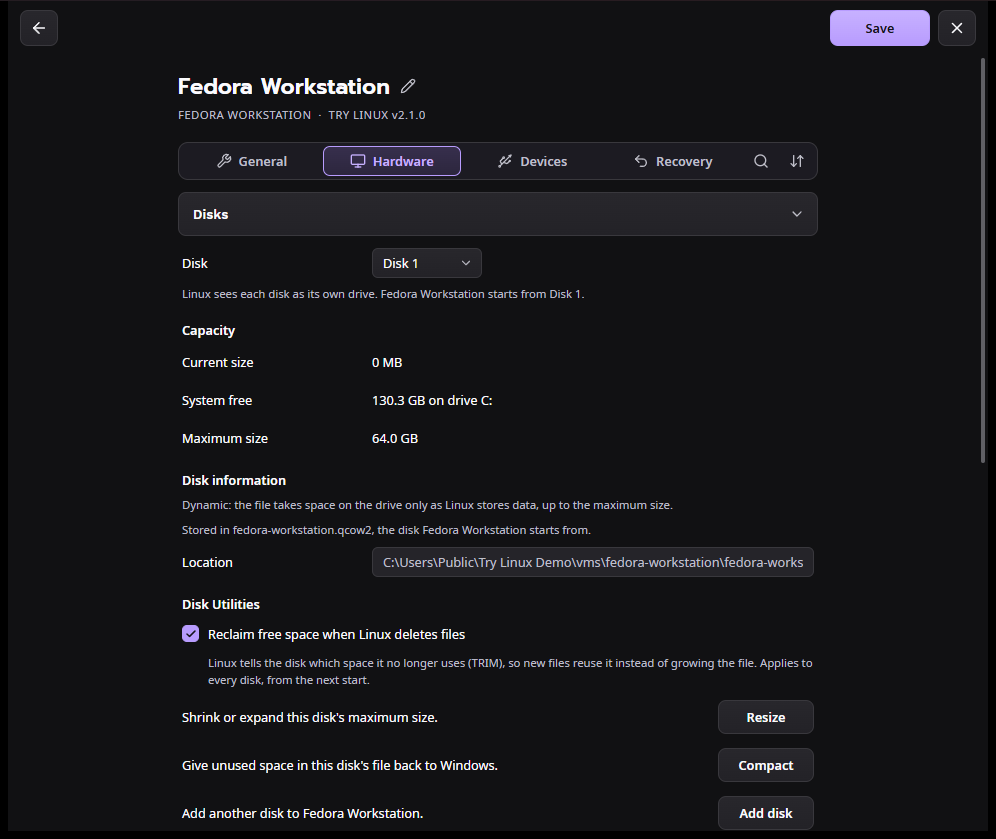 Save
Fedora Workstation
FEDORA WORKSTATION · TRY LINUX v2.1.0
General
Hardware
Devices
Recovery
Disks
Disk
Disk 1
Linux sees each disk as its own drive. Fedora Workstation starts from Disk 1.
Capacity
Current size
0 MB
System free
130.3 GB on drive C:
Maximum size
64.0 GB
Disk information
Dynamic: the file takes space on the drive only as Linux stores data, up to the maximum size.
Stored in fedora-workstation.qcow2, the disk Fedora Workstation starts from.
Location
C:\Users\Public\Try Linux Demo\vms\fedora-workstation\fedora-works
Disk Utilities
Reclaim free space when Linux deletes files
Linux tells the disk which space it no longer uses (TRIM), so new files reuse it instead of growing the file. Applies to
every disk, from the next start.
Shrink or expand this disk's maximum size.
Resize
Give unused space in this disk's file back to Windows.
Compact
Add another disk to Fedora Workstation.
Add disk